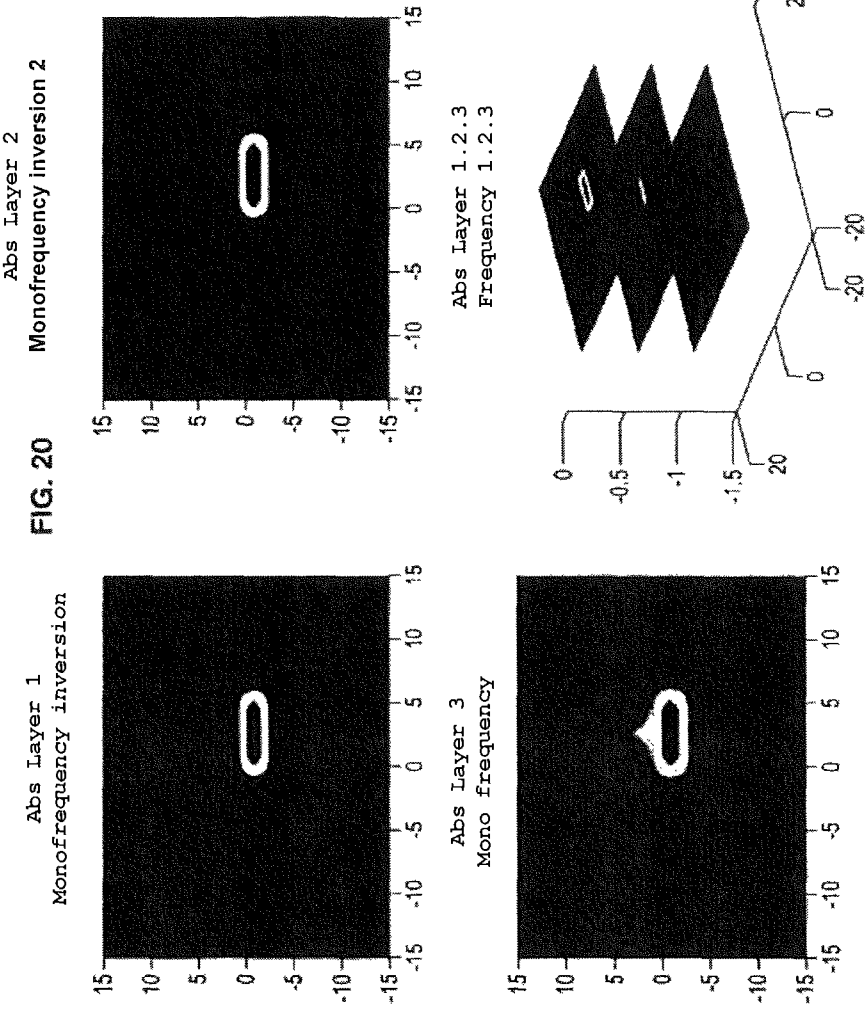 FIG. 20
Abs Layer 1
Monofrequency inversion
15
10
5
0
-5
-10
-15
-15 -10 -5 0 5 10 15
Abs Layer 2
Monofrequency inversion 2
15
10
5
0
-5
-10
-15
-15 -10 -5 0 5 10 15
Abs Layer 3
Mono frequency
15
10
5
0
-5
-10
-15
-15 -10 -5 0 5 10 15
Abs Layer 1.2.3
Frequency 1.2.3
0
-0.5
-1
-1.5
20
0
-20
-20
0